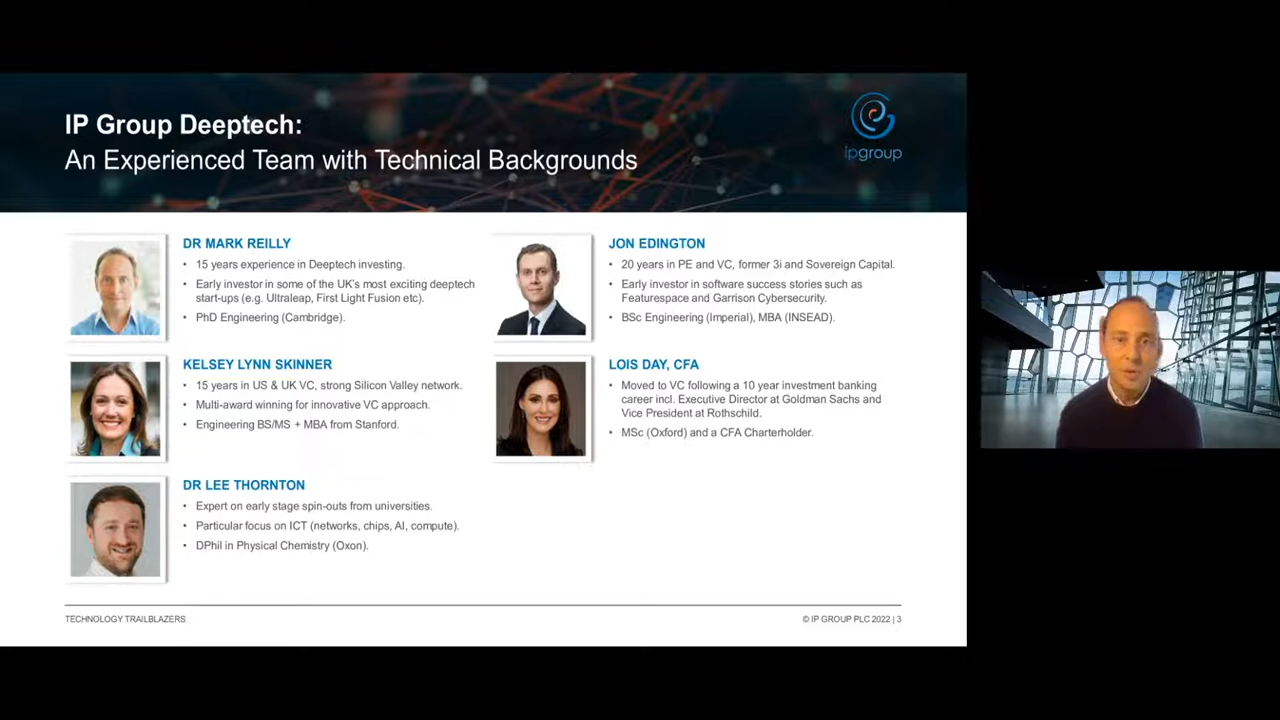 IP Group Deeptech:
An Experienced Team with Technical Backgrounds
ipgroup
DR MARK REILLY
• 15 years experience in Deeptech investing.
• Early investor in some of the UK's most exciting deeptech
start-ups (e.g. Ultraleap, First Light Fusion etc).
• PhD Engineering (Cambridge).
JON EDINGTON
• 20 years in PE and VC, former 3i and Sovereign Capital.
• Early investor in software success stories such as
Featurespace and Garrison Cybersecurity.
• BSc Engineering (Imperial), MBA (INSEAD).
KELSEY LYNN SKINNER
• 15 years in US & UK VC, strong Silicon Valley network.
• Multi-award winning for innovative VC approach.
• Engineering BS/MS + MBA from Stanford.
LOIS DAY, CFA
• Moved to VC following a 10 year investment banking
career incl. Executive Director at Goldman Sachs and
Vice President at Rothschild.
• MSc (Oxford) and a CFA Charterholder.
DR LEE THORNTON
• Expert on early stage spin-outs from universities.
• Particular focus on ICT (networks, chips, AI, compute).
• DPhil in Physical Chemistry (Oxon).
TECHNOLOGY TRAILBLAZERS
© IP GROUP PLC 2022 | 3